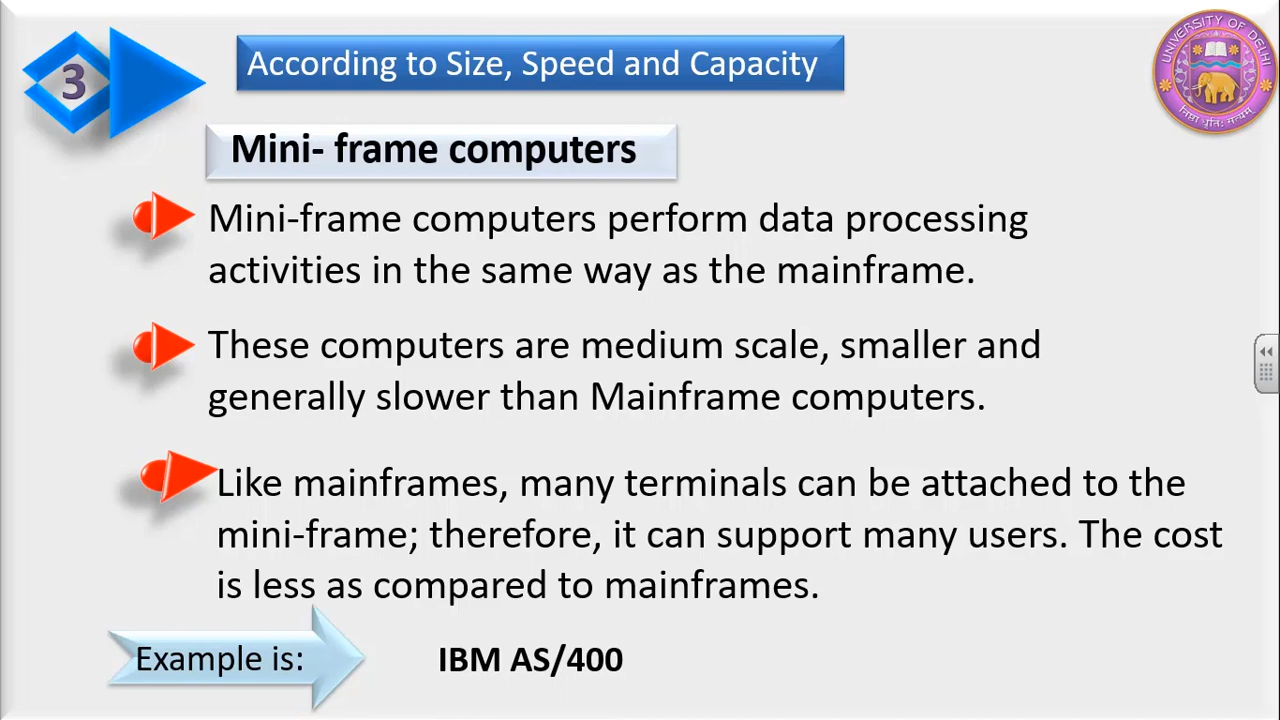 3
According to Size, Speed and Capacity
UNIVERSITY OF DELHI
निष्ठा धृति: सत्यम्
Mini- frame computers
Mini-frame computers perform data processing
activities in the same way as the mainframe.
These computers are medium scale, smaller and
generally slower than Mainframe computers.
Like mainframes, many terminals can be attached to the
mini-frame; therefore, it can support many users. The cost
is less as compared to mainframes.
Example is:
IBM AS/400